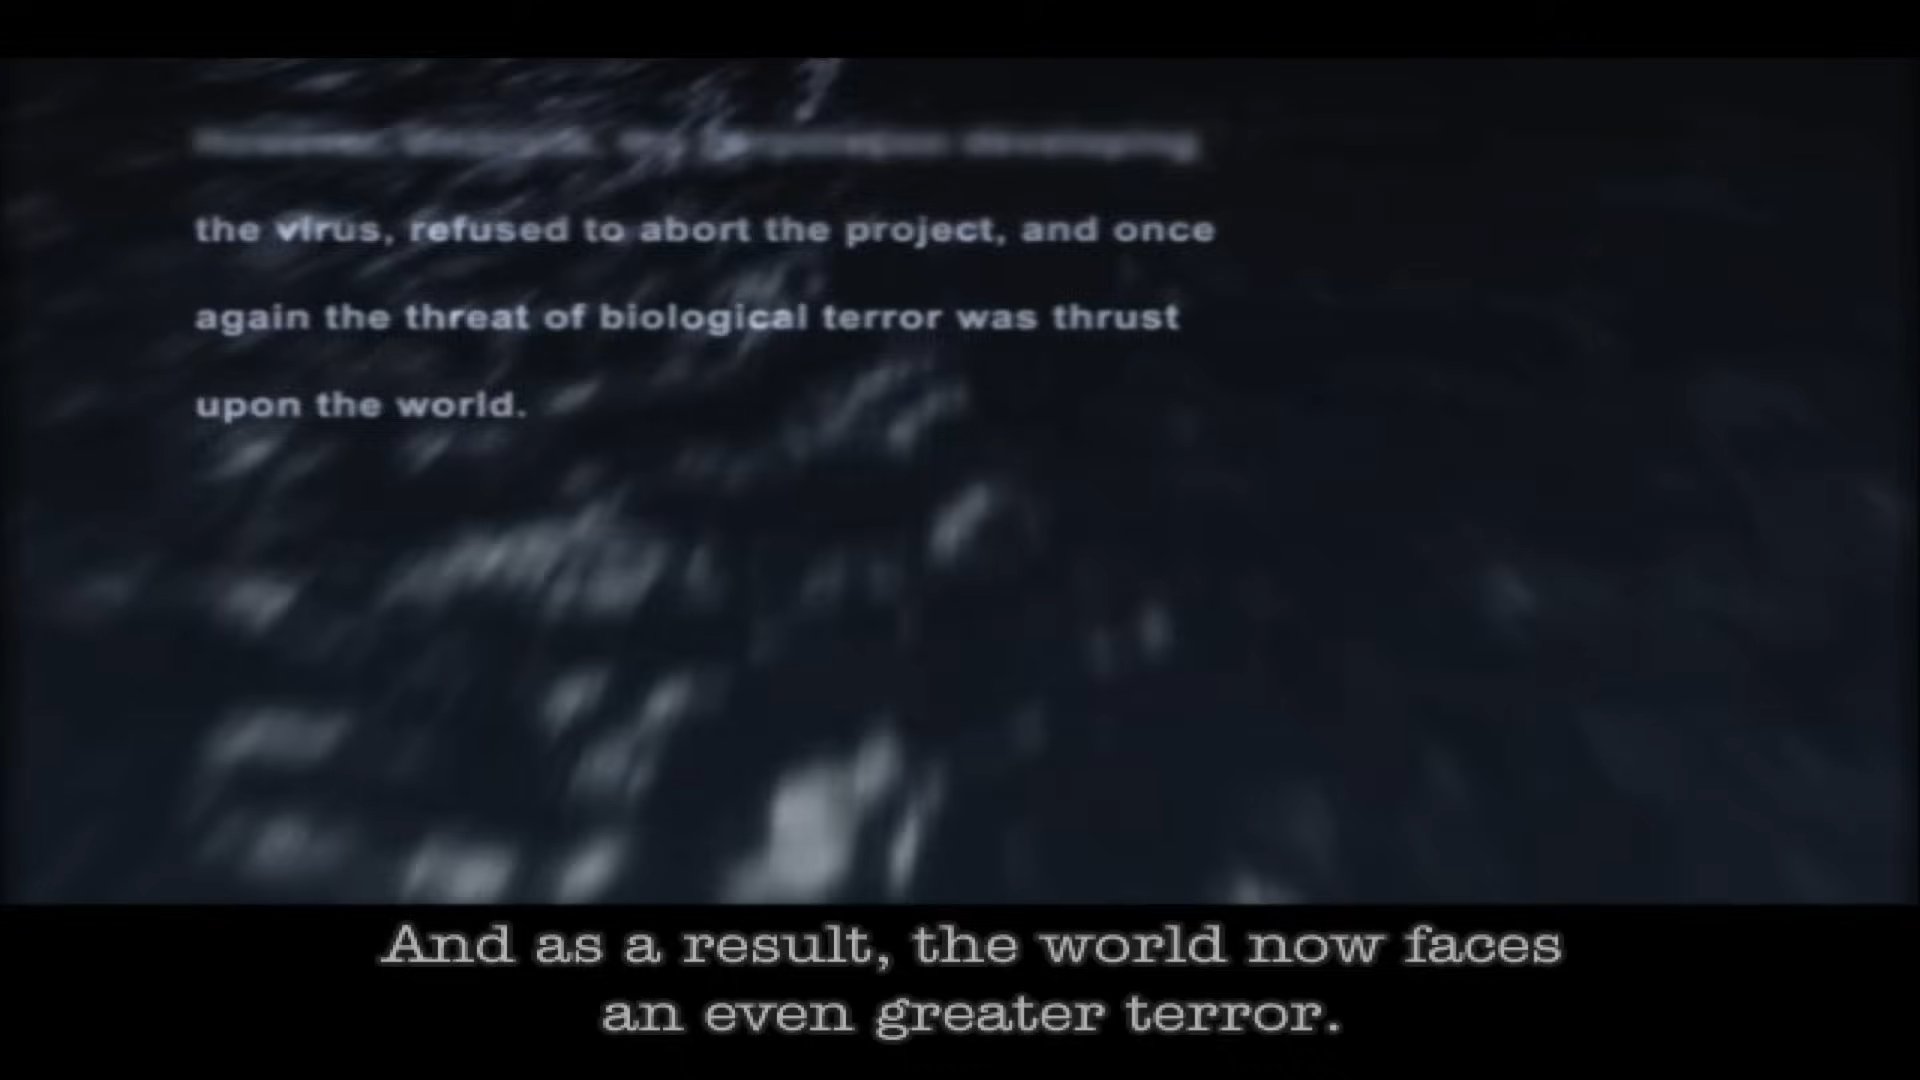 developing
the virus, refused to abort the project, and once
again the threat of biological terror was thrust
upon the world.
And as a result, the world now faces
an even greater terror.